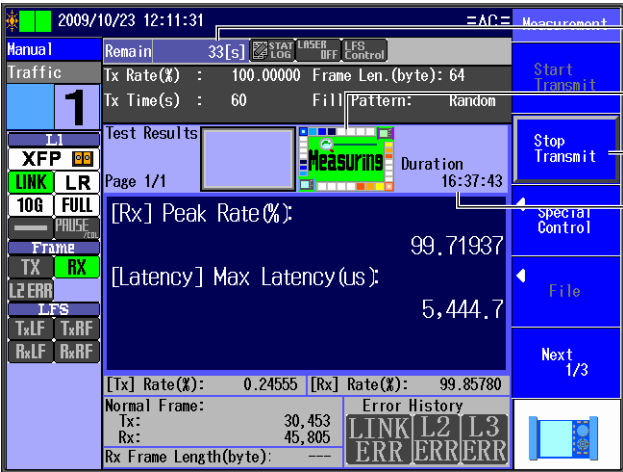 2009/10/23 12:11:31 =AC= Measurement
Manual
Remain 33[s] STAT LOG LASER OFF LFS Control
Traffic
1
Tx Rate(%) : 100.00000 Frame Len.(byte): 64
Tx Time(s) : 60 Fill Pattern: Random
Start Transmit
Test Results
Measuring
Duration
Page 1/1
16:37:43
Stop Transmit
L1
XFP
LINK LR
10G FULL
PAUSE /COL
Frame
TX RX
L2 ERR
LFS
TxLF TxRF
RxLF RxRF
[Rx] Peak Rate(%):
99.71937
[Latency] Max Latency(us):
5,444.7
Special Control
File
Next 1/3
[Tx] Rate(%): 0.24555 [Rx] Rate(%): 99.85780
Normal Frame:
Tx: 30,453
Rx: 45,805
Rx Frame Length(byte): ---
Error History
LINK ERR L2 ERR L3 ERR